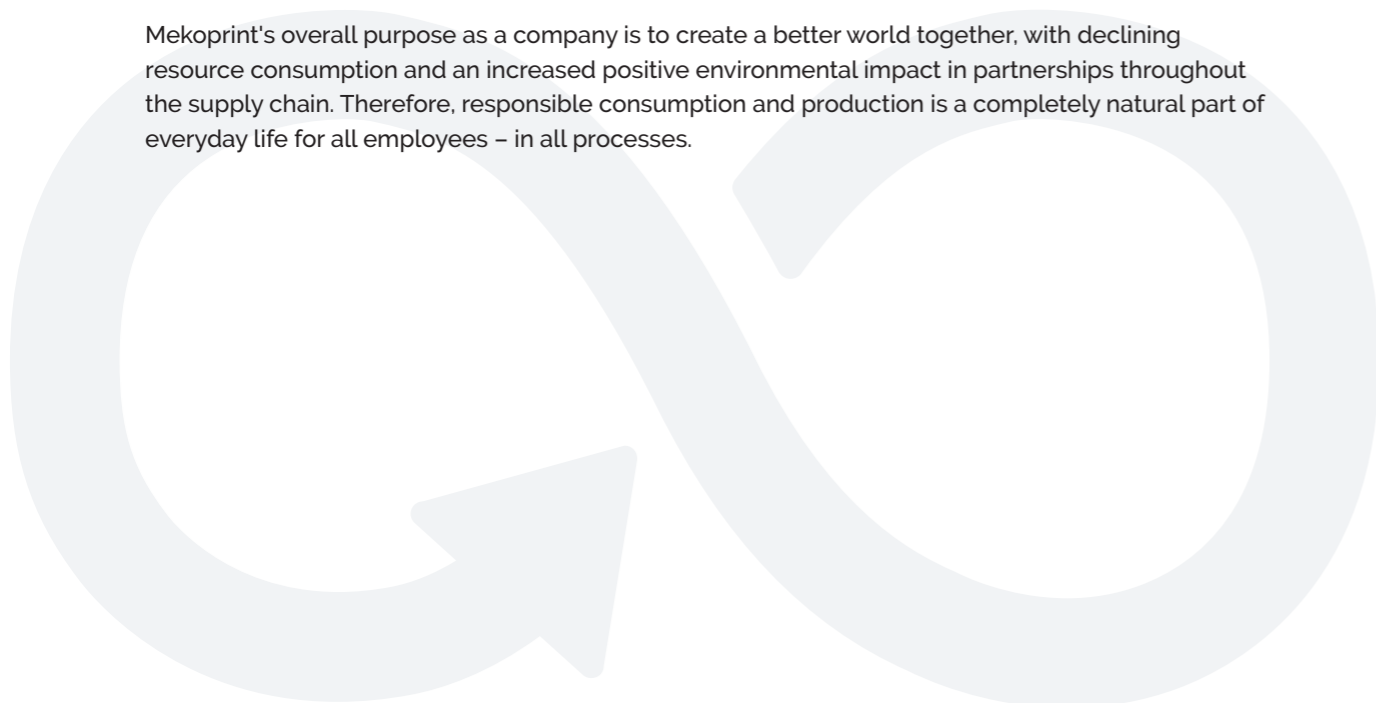 Mekoprint's overall purpose as a company is to create a better world together, with declining
resource consumption and an increased positive environmental impact in partnerships throughout
the supply chain. Therefore, responsible consumption and production is a completely natural part of
everyday life for all employees – in all processes.